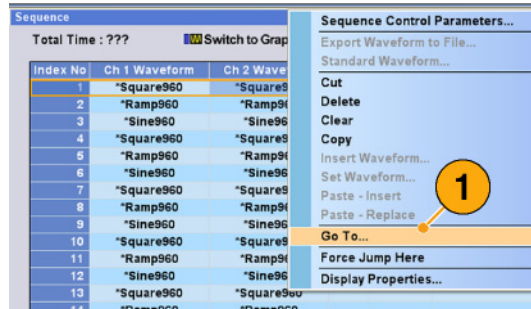 Sequence
Total Time : ???
Switch to Grap
Index No Ch 1 Waveform Ch 2 Wave
1 *Square960 *Square9
2 *Ramp960 *Ramp96
3 *Sine960 *Sine96
4 *Square960 *Square9
5 *Ramp960 *Ramp96
6 *Sine960 *Sine96
7 *Square960 *Square9
8 *Ramp960 *Ramp96
9 *Sine960 *Sine96
10 *Square960 *Square9
11 *Ramp960 *Ramp96
12 *Sine960 *Sine96
13 *Square960 *Square960
Sequence Control Parameters...
Export Waveform to File...
Standard Waveform...
Cut
Delete
Clear
Copy
Insert Waveform...
Set Waveform...
Paste - Insert
Paste - Replace
Go To...
Force Jump Here
Display Properties...
1